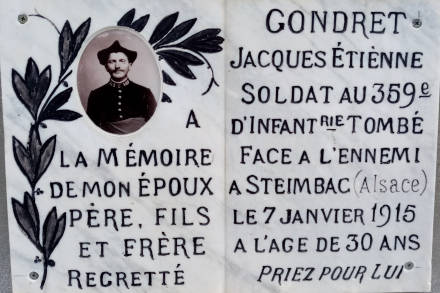 A
LA MÉMOIRE
DE MON ÉPOUX
PÈRE, FILS
ET FRÈRE
REGRETTÉ
GONDRET
JACQUES ÉTIÈNNE
SOLDAT AU 359e
D'INFANTRIE TOMBÉ
FACE A L'ENNEMI
A STEIMBAC (Alsace)
LE 7 JANVIER 1915
A L'AGE DE 30 ANS
PRIEZ POUR LUI